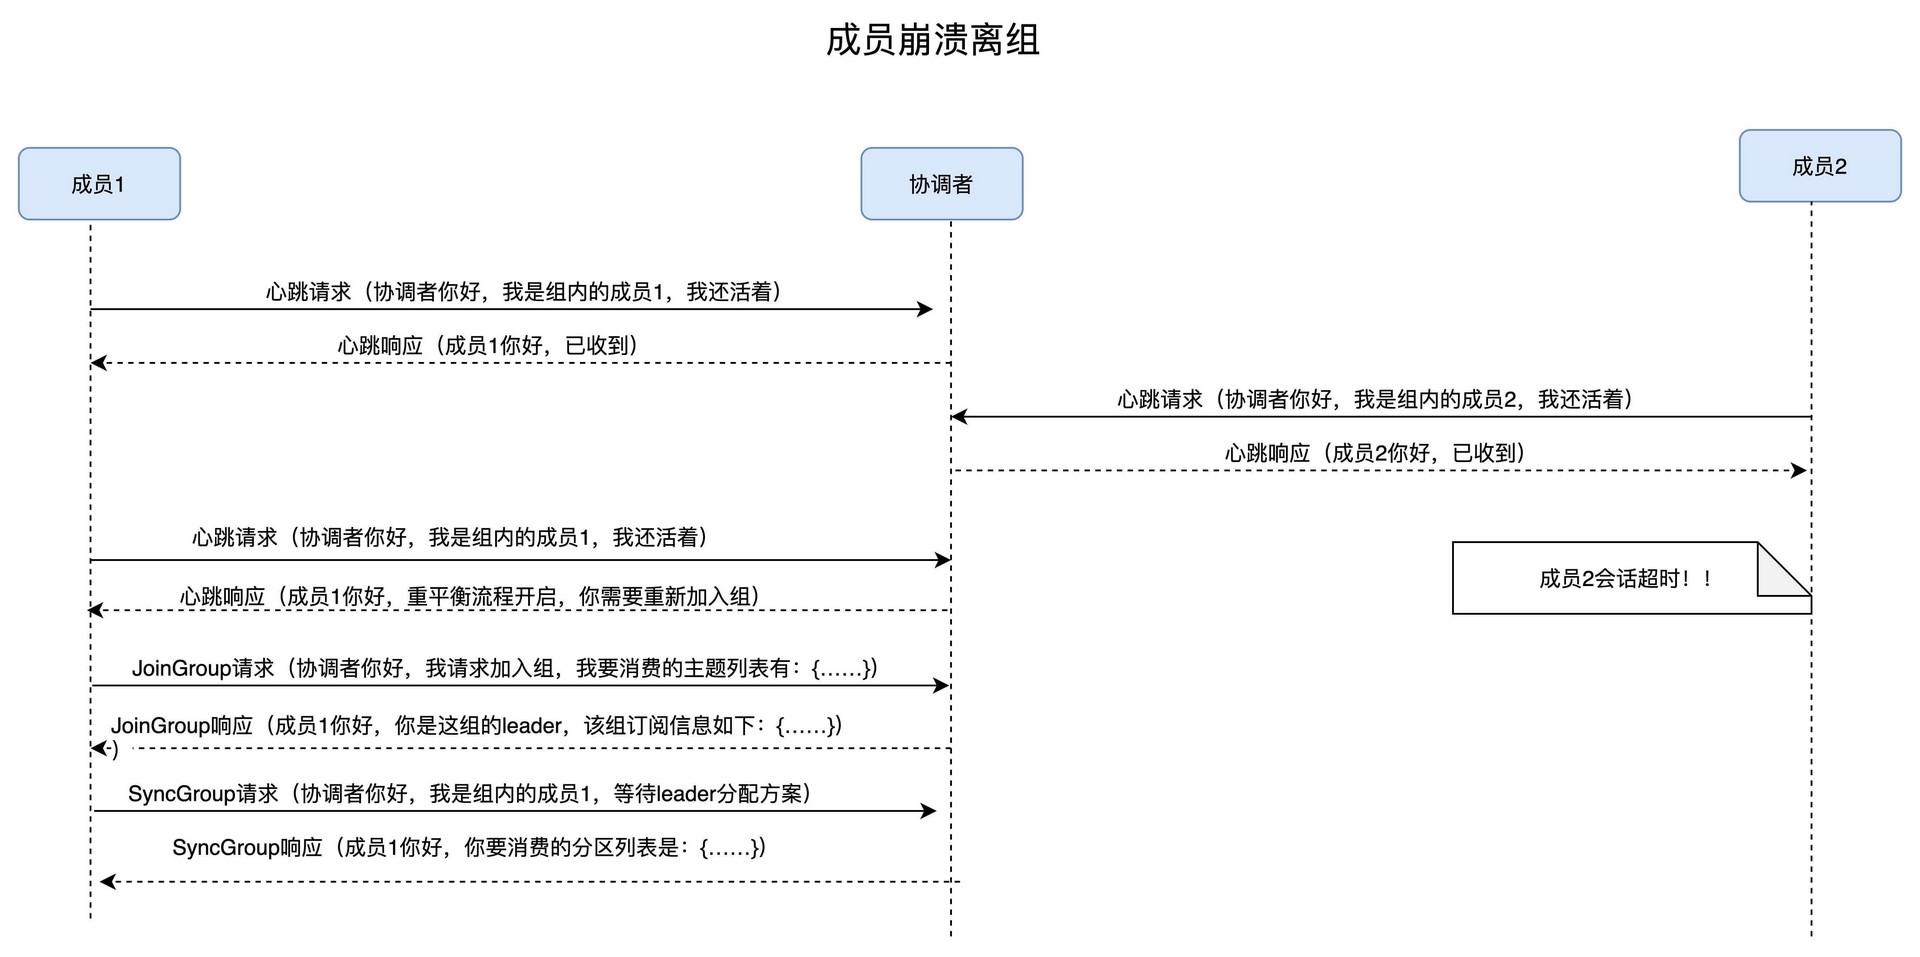 成员崩溃离组
成员1
协调者
成员2
心跳请求（协调者你好，我是组内的成员1，我还活着）
心跳响应（成员1你好，已收到）
心跳请求（协调者你好，我是组内的成员2，我还活着）
心跳响应（成员2你好，已收到）
心跳请求（协调者你好，我是组内的成员1，我还活着）
成员2会话超时！！
心跳响应（成员1你好，重平衡流程开启，你需要重新加入组）
JoinGroup请求（协调者你好，我请求加入组，我要消费的主题列表有：{......}）
JoinGroup响应（成员1你好，你是这组的leader，该组订阅信息如下：{......}）
）
SyncGroup请求（协调者你好，我是组内的成员1，等待leader分配方案）
SyncGroup响应（成员1你好，你要消费的分区列表是：{......}）